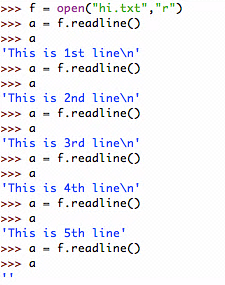 >>> f = open("hi.txt","r")
>>> a = f.readline()
>>> a
'This is 1st line\n'
>>> a = f.readline()
>>> a
'This is 2nd line\n'
>>> a = f.readline()
>>> a
'This is 3rd line\n'
>>> a = f.readline()
>>> a
'This is 4th line\n'
>>> a = f.readline()
>>> a
'This is 5th line'
>>> a = f.readline()
>>> a
''